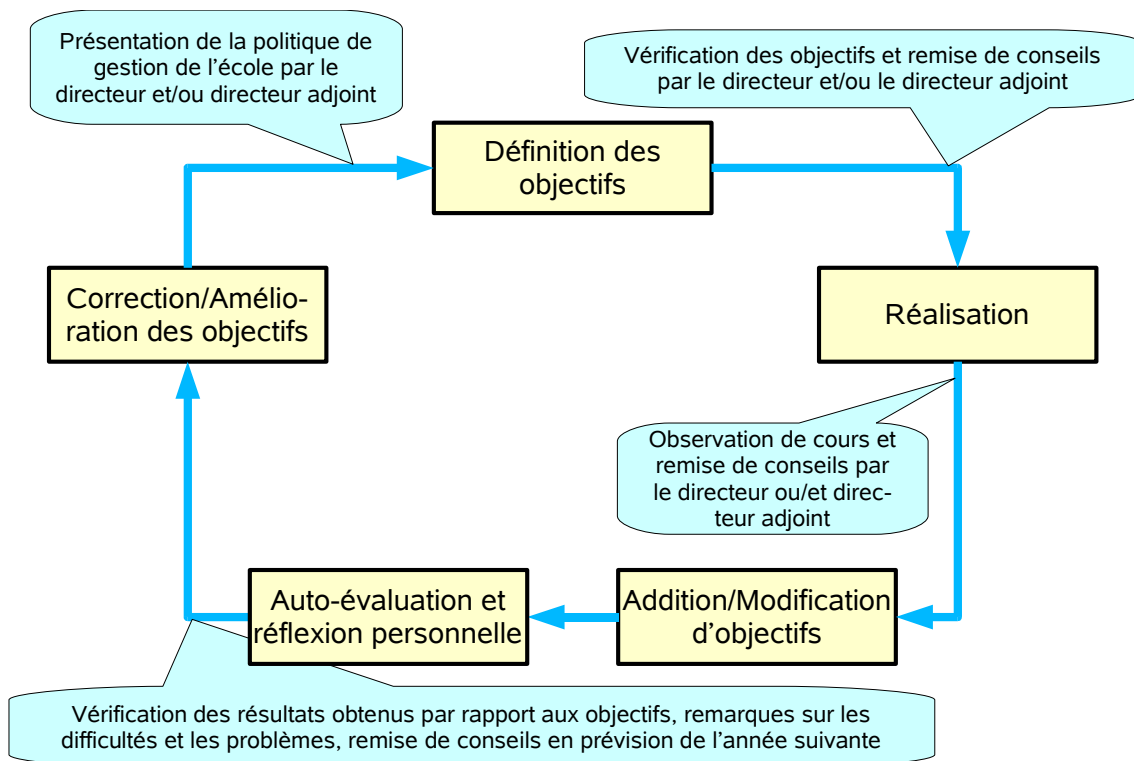 Présentation de la politique de
gestion de l’école par le
directeur et/ou directeur adjoint
Vérification des objectifs et remise de conseils
par le directeur et/ou le directeur adjoint
Définition des
objectifs
Correction/Amélio-
ration des objectifs
Réalisation
Observation de cours et
remise de conseils par
le directeur ou/et direc-
teur adjoint
Auto-évaluation et
réflexion personnelle
Addition/Modification
d’objectifs
Vérification des résultats obtenus par rapport aux objectifs, remarques sur les
difficultés et les problèmes, remise de conseils en prévision de l’année suivante